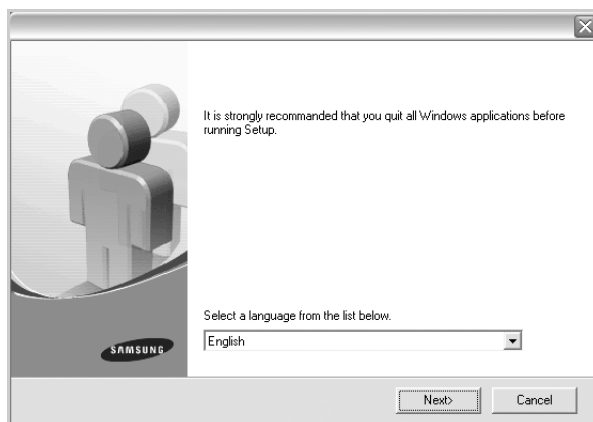 It is strongly recommanded that you quit all Windows applications before
running Setup.
Select a language from the list below.
English
SAMSUNG
Next>
Cancel